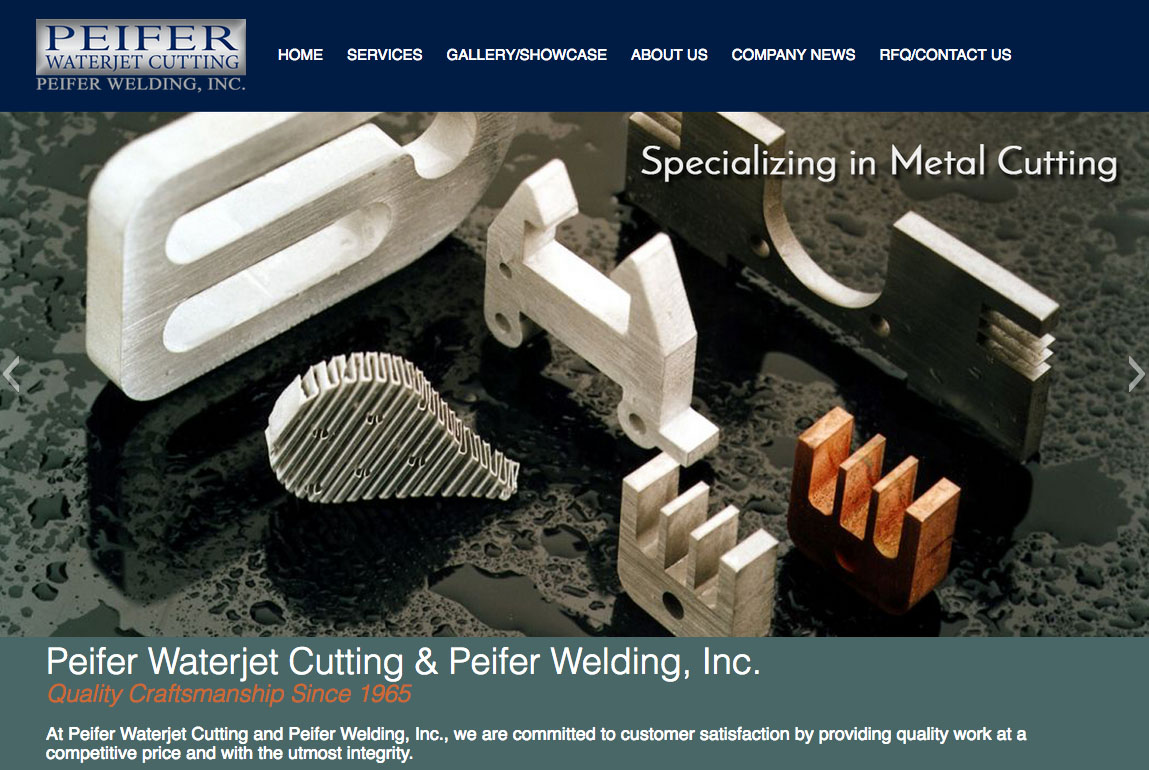 PEIFER
WATERJET CUTTING
PEIFER WELDING, INC.
HOME SERVICES GALLERY/SHOWCASE ABOUT US COMPANY NEWS RFQ/CONTACT US
Specializing in Metal Cutting
Peifer Waterjet Cutting & Peifer Welding, Inc.
Quality Craftsmanship Since 1965
At Peifer Waterjet Cutting and Peifer Welding, Inc., we are committed to customer satisfaction by providing quality work at a
competitive price and with the utmost integrity.